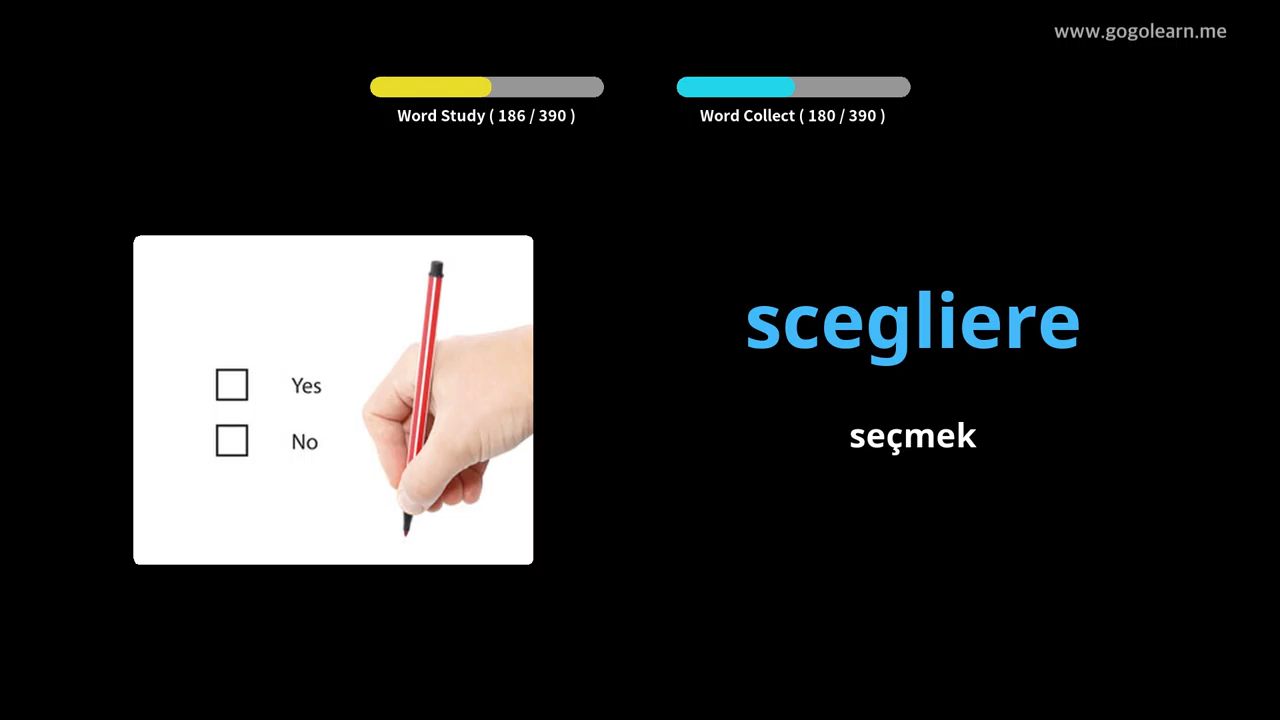 www.gogolearn.me
Word Study ( 186 / 390 )
Word Collect ( 180 / 390 )
Yes
No
scegliere
seçmek